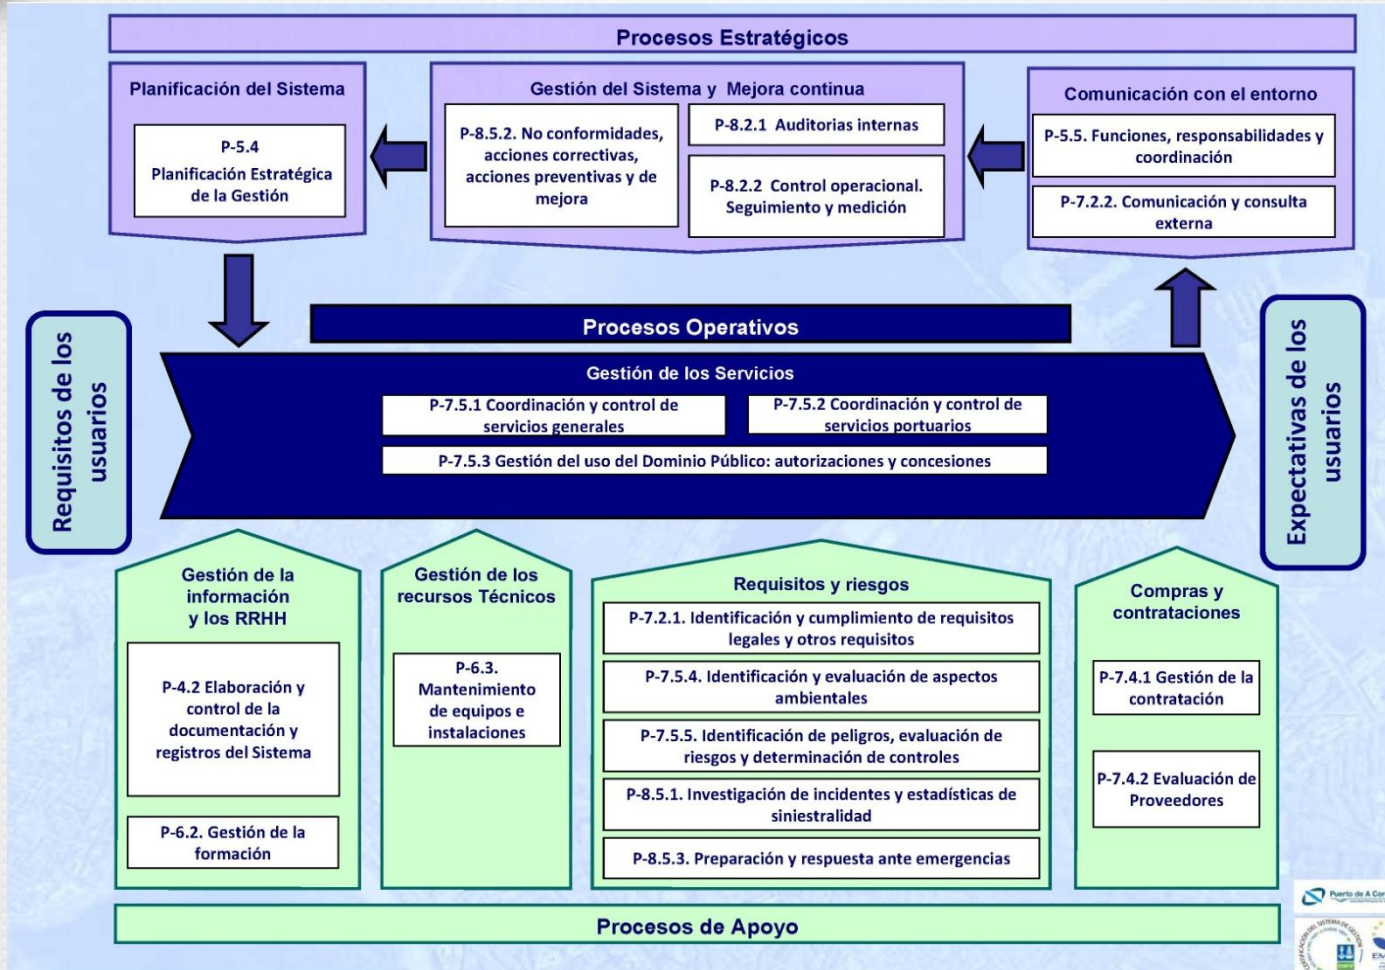 Procesos Estratégicos
Planificación del Sistema
P-5.4
Planificación Estratégica
de la Gestión
Gestión del Sistema y Mejora continua
P-8.5.2. No conformidades,
acciones correctivas,
acciones preventivas y de
mejora
P-8.2.1 Auditorias internas
P-8.2.2 Control operacional.
Seguimiento y medición
Comunicación con el entorno
P-5.5. Funciones, responsabilidades y
coordinación
P-7.2.2. Comunicación y consulta
externa
Requisitos de los
usuarios
Procesos Operativos
Gestión de los Servicios
P-7.5.1 Coordinación y control de
servicios generales
P-7.5.2 Coordinación y control de
servicios portuarios
P-7.5.3 Gestión del uso del Dominio Público: autorizaciones y concesiones
Expectativas de los
usuarios
Gestión de la
información
y los RRHH
P-4.2 Elaboración y
control de la
documentación y
registros del Sistema
P-6.2. Gestión de la
formación
Gestión de los
recursos Técnicos
P-6.3.
Mantenimiento
de equipos e
instalaciones
Requisitos y riesgos
P-7.2.1. Identificación y cumplimiento de requisitos
legales y otros requisitos
P-7.5.4. Identificación y evaluación de aspectos
ambientales
P-7.5.5. Identificación de peligros, evaluación de
riesgos y determinación de controles
P-8.5.1. Investigación de incidentes y estadísticas de
siniestralidad
P-8.5.3. Preparación y respuesta ante emergencias
Compras y
contrataciones
P-7.4.1 Gestión de la
contratación
P-7.4.2 Evaluación de
Proveedores
Procesos de Apoyo
Puerto de A Cor